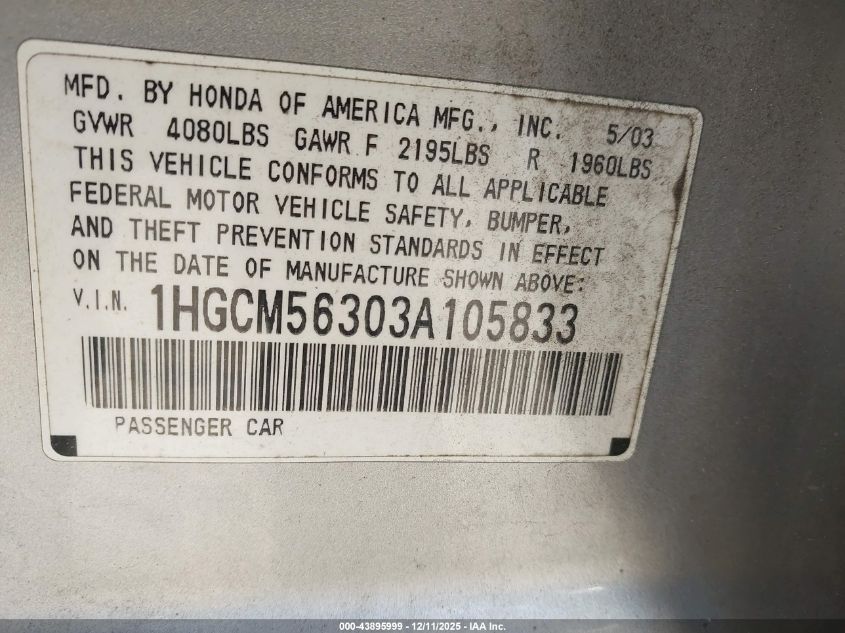 MFD. BY HONDA OF AMERICA MFG., INC. 5/03
GVWR 4080LBS GAWR F 2195LBS R 1960LBS
THIS VEHICLE CONFORMS TO ALL APPLICABLE
FEDERAL MOTOR VEHICLE SAFETY, BUMPER,
AND THEFT PREVENTION STANDARDS IN EFFECT
ON THE DATE OF MANUFACTURE SHOWN ABOVE:
V.I.N. 1HGCM56303A105833
PASSENGER CAR
000-43895999 - 12/11/2025 - IAA Inc.